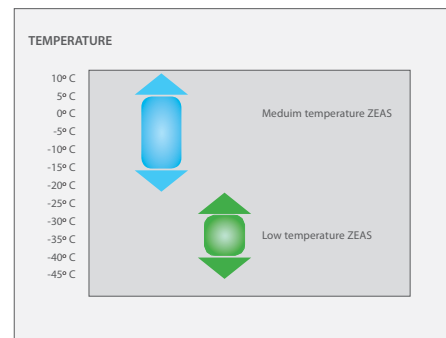 TEMPERATURE
10º C
5º C
0º C
Meduim temperature ZEAS
-5º C
-10º C
-15º C
-20º C
-25º C
-30º C
-35º C
Low temperature ZEAS
-40º C
-45º C